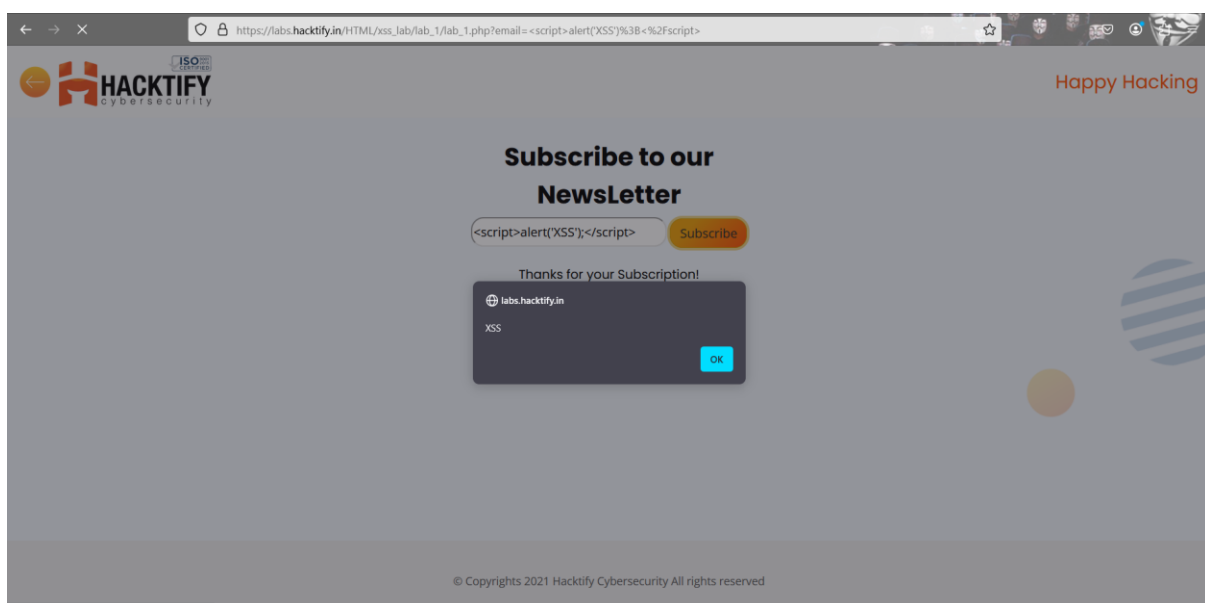 https://labs.hacktify.in/HTML/xss_lab/lab_1/lab_1.php?email=<script>alert('XSS')%3B<%2Fscript>
ISO
CERTIFIED
HACKTIFY
cybersecurity
Happy Hacking
Subscribe to our
NewsLetter
<script>alert('XSS');</script>
Subscribe
Thanks for your Subscription!
labs.hacktify.in
XSS
OK
© Copyrights 2021 Hacktify Cybersecurity All rights reserved